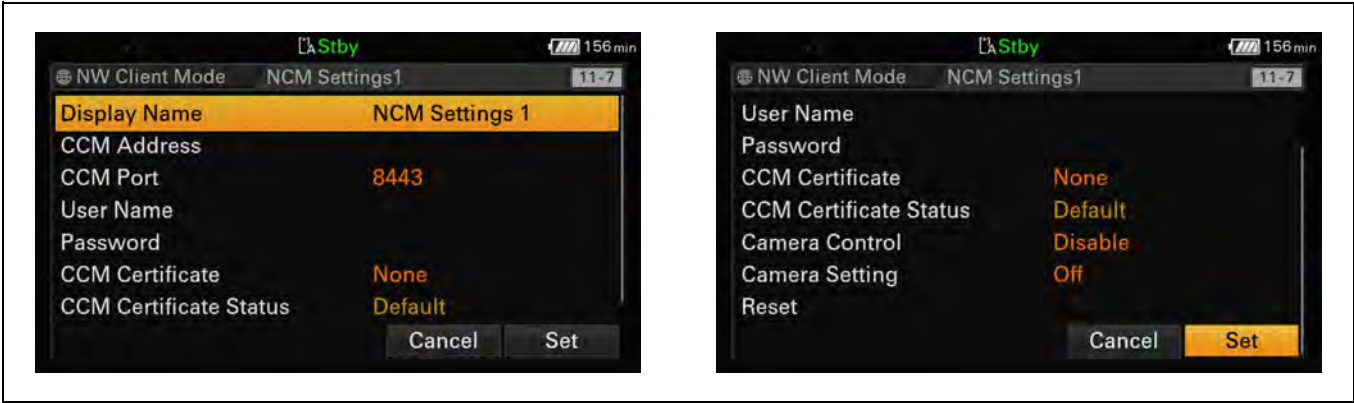 Stby 156 min
NW Client Mode NCM Settings1 11-7
Display Name NCM Settings 1
CCM Address
CCM Port 8443
User Name
Password
CCM Certificate None
CCM Certificate Status Default
Cancel Set
Stby 156 min
NW Client Mode NCM Settings1 11-7
User Name
Password
CCM Certificate None
CCM Certificate Status Default
Camera Control Disable
Camera Setting Off
Reset
Cancel Set